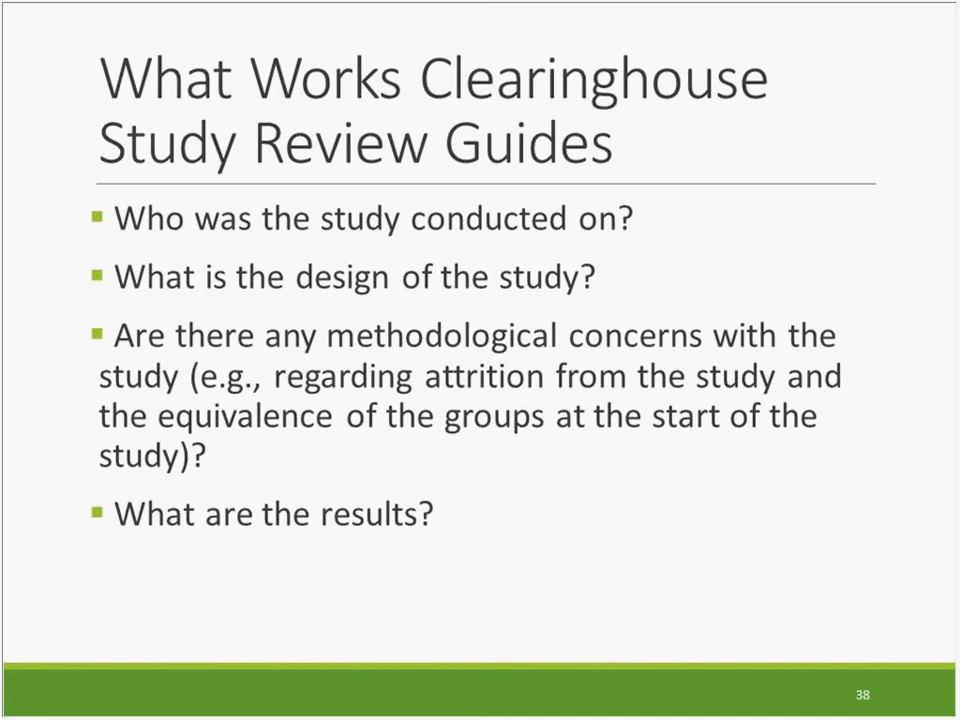 What Works Clearinghouse
Study Review Guides
▪ Who was the study conducted on?
▪ What is the design of the study?
▪ Are there any methodological concerns with the
study (e.g., regarding attrition from the study and
the equivalence of the groups at the start of the
study)?
▪ What are the results?
38